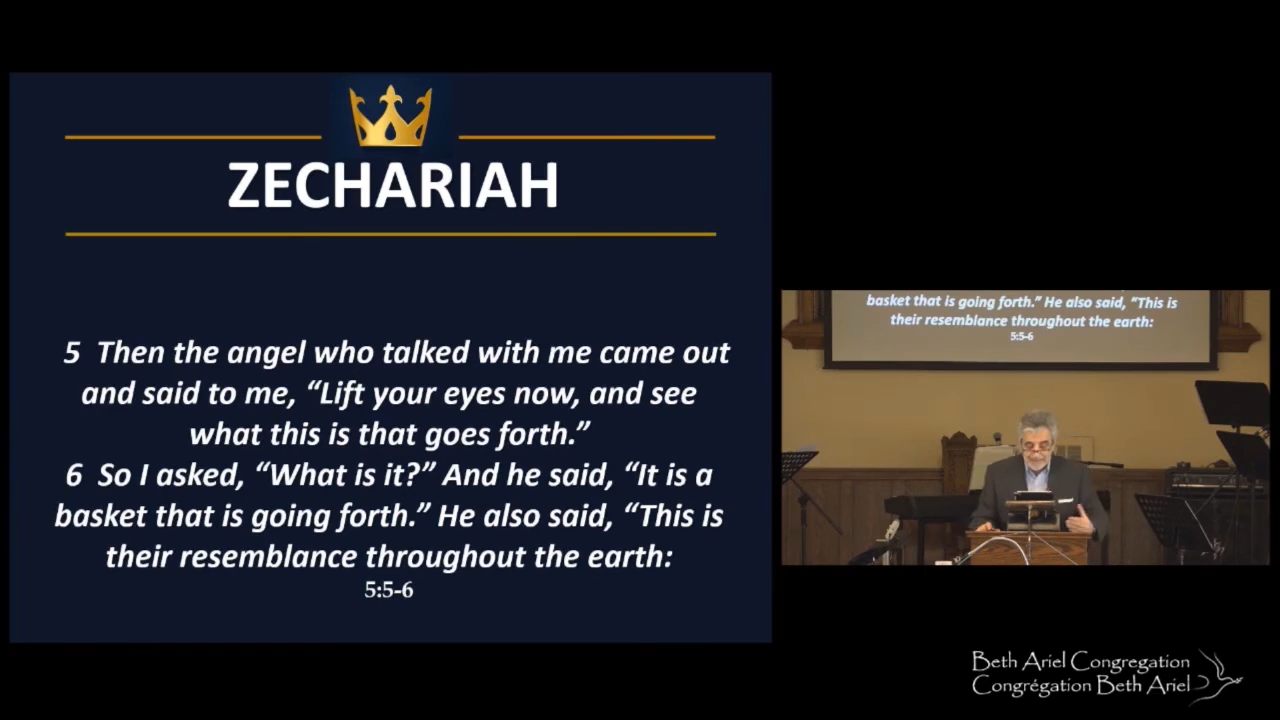 ZECHARIAH
5 Then the angel who talked with me came out
and said to me, “Lift your eyes now, and see
what this is that goes forth.”
6 So I asked, “What is it?” And he said, “It is a
basket that is going forth.” He also said, “This is
their resemblance throughout the earth:
5:5-6
basket that is going forth.” He also said, “This is
their resemblance throughout the earth:
5:5-6
Beth Ariel Congregation
Congrégation Beth Ariel